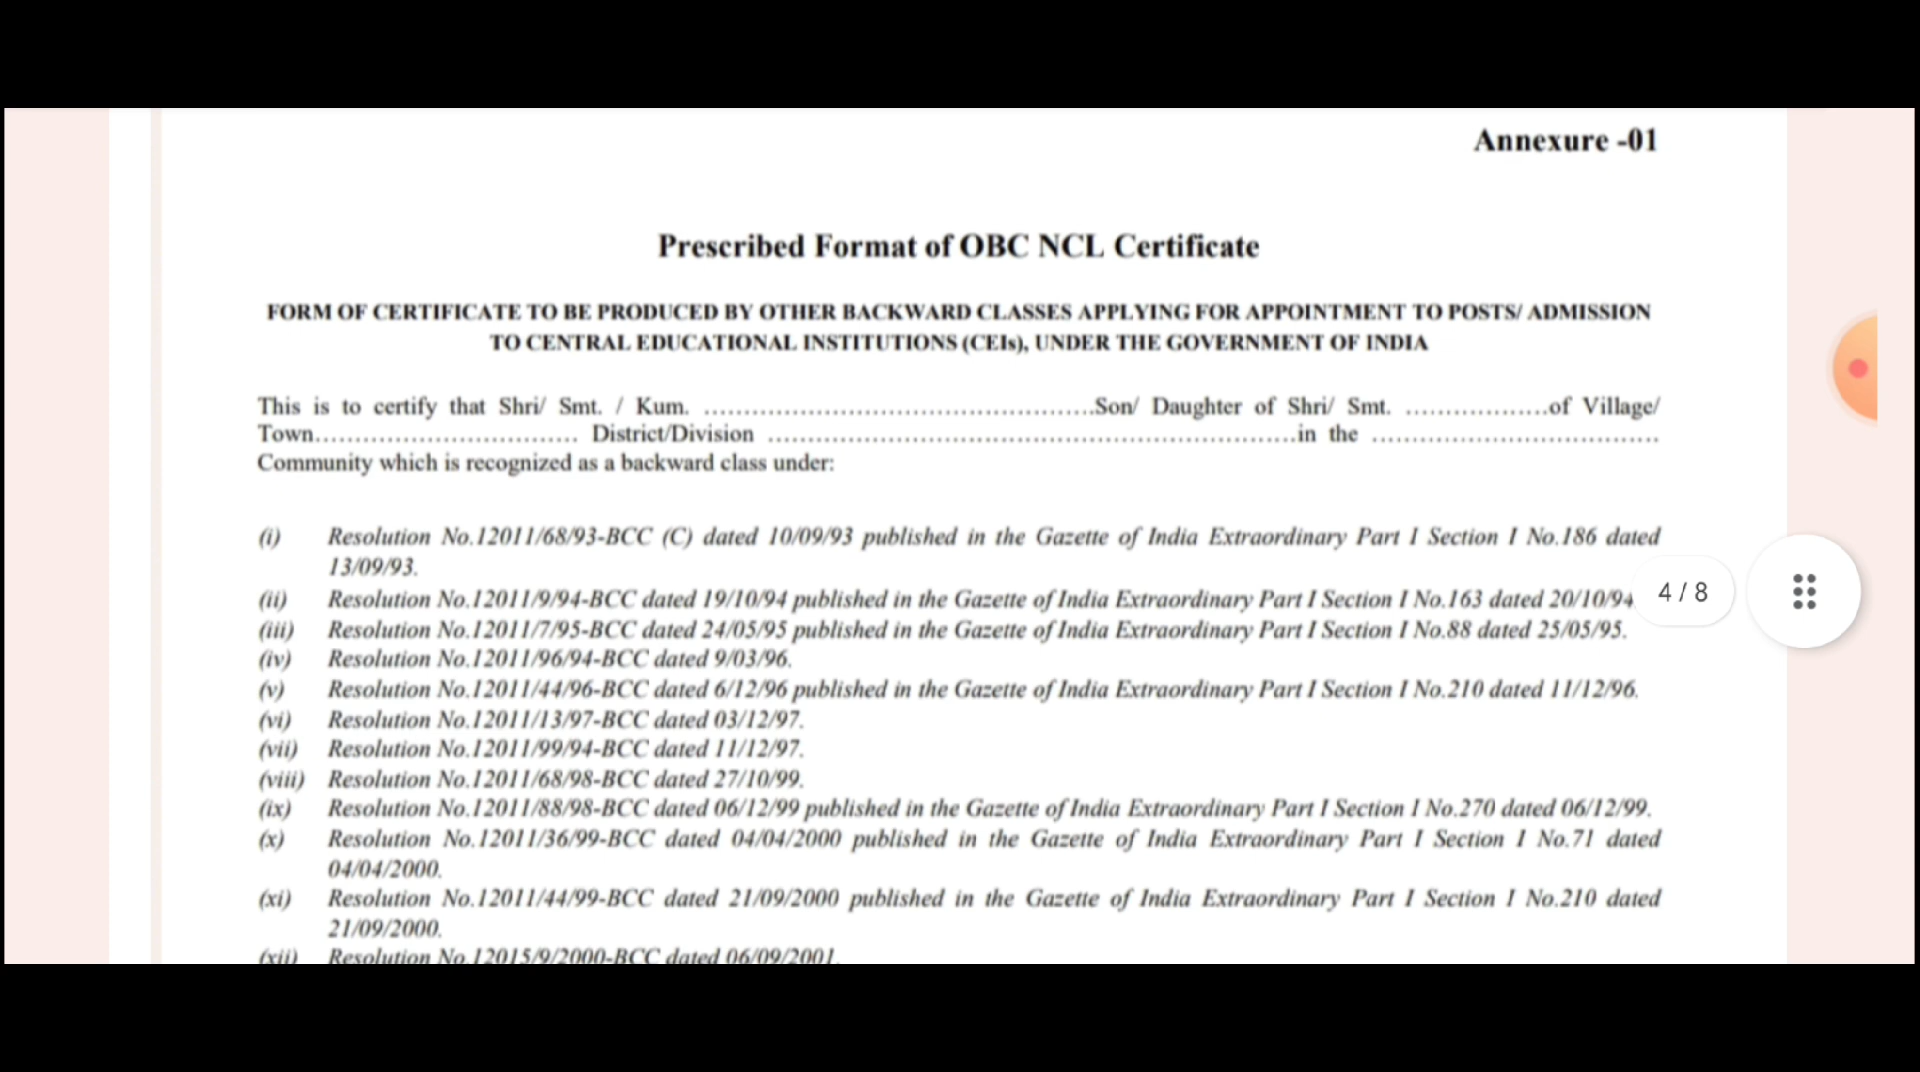 Annexure -01
Prescribed Format of OBC NCL Certificate
FORM OF CERTIFICATE TO BE PRODUCED BY OTHER BACKWARD CLASSES APPLYING FOR APPOINTMENT TO POSTS/ ADMISSION
TO CENTRAL EDUCATIONAL INSTITUTIONS (CEIs), UNDER THE GOVERNMENT OF INDIA
This is to certify that Shri/ Smt. / Kum. ..................................................Son/ Daughter of Shri/ Smt. ..................of Village/
Town................................. District/Division ...................................................................in the ....................................
Community which is recognized as a backward class under:
(i) Resolution No.12011/68/93-BCC (C) dated 10/09/93 published in the Gazette of India Extraordinary Part I Section I No.186 dated
13/09/93.
(ii) Resolution No.12011/9/94-BCC dated 19/10/94 published in the Gazette of India Extraordinary Part I Section I No.163 dated 20/10/94
4 / 8
(iii) Resolution No.12011/7/95-BCC dated 24/05/95 published in the Gazette of India Extraordinary Part I Section I No.88 dated 25/05/95.
(iv) Resolution No.12011/96/94-BCC dated 9/03/96.
(v) Resolution No.12011/44/96-BCC dated 6/12/96 published in the Gazette of India Extraordinary Part I Section I No.210 dated 11/12/96.
(vi) Resolution No.12011/13/97-BCC dated 03/12/97.
(vii) Resolution No.12011/99/94-BCC dated 11/12/97.
(viii) Resolution No.12011/68/98-BCC dated 27/10/99.
(ix) Resolution No.12011/88/98-BCC dated 06/12/99 published in the Gazette of India Extraordinary Part I Section I No.270 dated 06/12/99.
(x) Resolution No.12011/36/99-BCC dated 04/04/2000 published in the Gazette of India Extraordinary Part I Section I No.71 dated
04/04/2000.
(xi) Resolution No.12011/44/99-BCC dated 21/09/2000 published in the Gazette of India Extraordinary Part I Section I No.210 dated
21/09/2000.
(xii) Resolution No.12015/9/2000-BCC dated 06/09/2001.